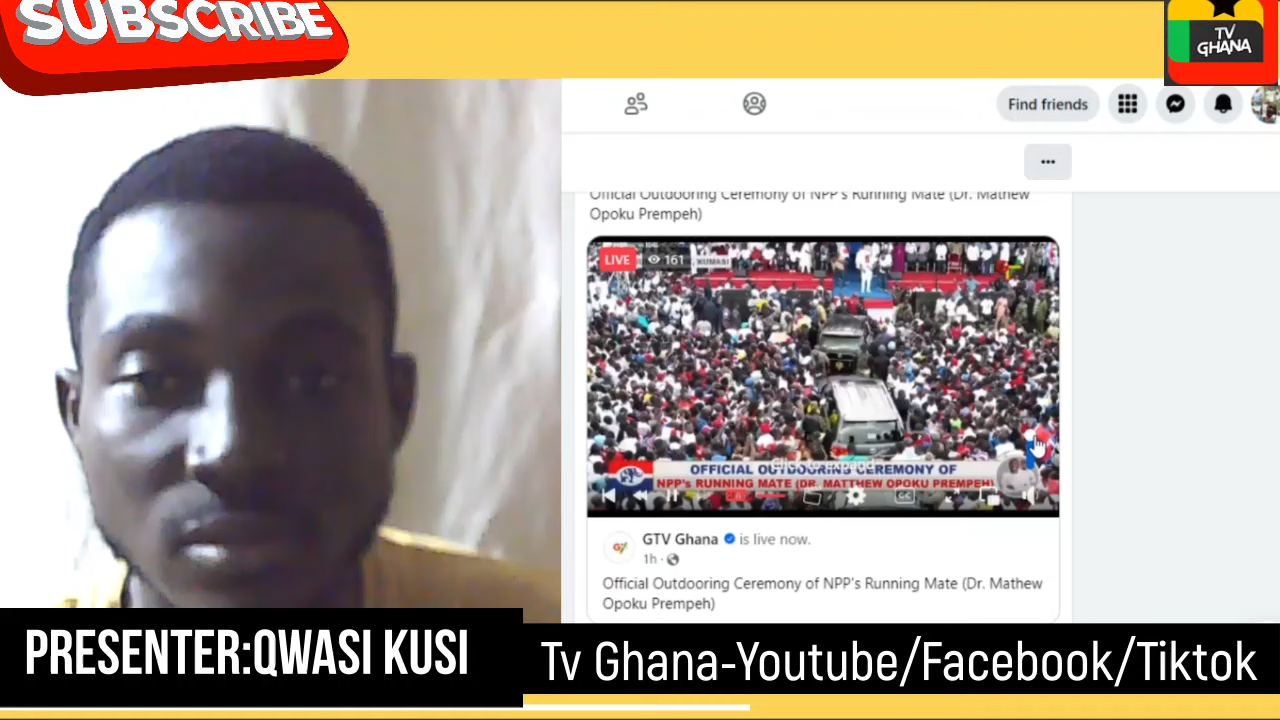 SUBSCRIBE
TV
GHANA
Find friends
Official Outdooring Ceremony of NPP's Running Mate (Dr. Mathew
Opoku Prempeh)
LIVE
161
KUMASI
OFFICIAL OUTDOORING CEREMONY OF
NPP's RUNNING MATE (DR. MATTHEW OPOKU PREMPEH)
CC
GTV Ghana is live now.
1h ·
Official Outdooring Ceremony of NPP's Running Mate (Dr. Mathew
Opoku Prempeh)
PRESENTER:QWASI KUSI
Tv Ghana-Youtube/Facebook/Tiktok